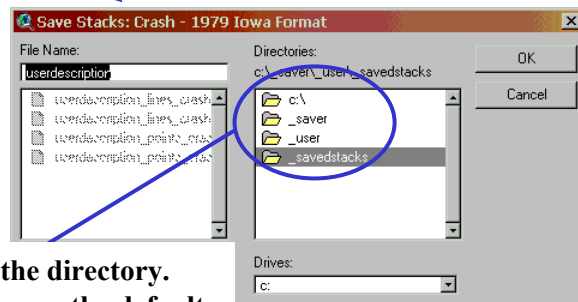 Save Stacks: Crash - 1979 Iowa Format
File Name:
userdescription
userdescription_lines_crash
userdescription_lines_crash
userdescription_points_cras
userdescription_points_cras
Directories:
c:\_saver\_user\_savedstacks
c:\
_saver
_user
_savedstacks
Drives:
c:
OK
Cancel
the directory.